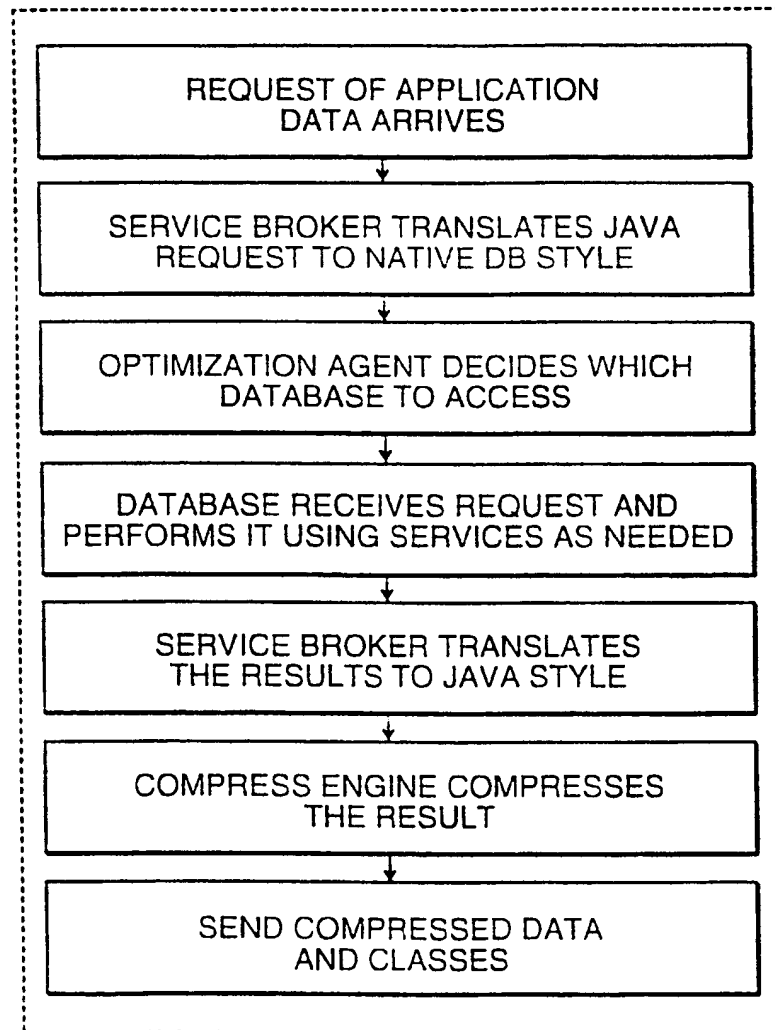 REQUEST OF APPLICATION
DATA ARRIVES
SERVICE BROKER TRANSLATES JAVA
REQUEST TO NATIVE DB STYLE
OPTIMIZATION AGENT DECIDES WHICH
DATABASE TO ACCESS
DATABASE RECEIVES REQUEST AND
PERFORMS IT USING SERVICES AS NEEDED
SERVICE BROKER TRANSLATES
THE RESULTS TO JAVA STYLE
COMPRESS ENGINE COMPRESSES
THE RESULT
SEND COMPRESSED DATA
AND CLASSES